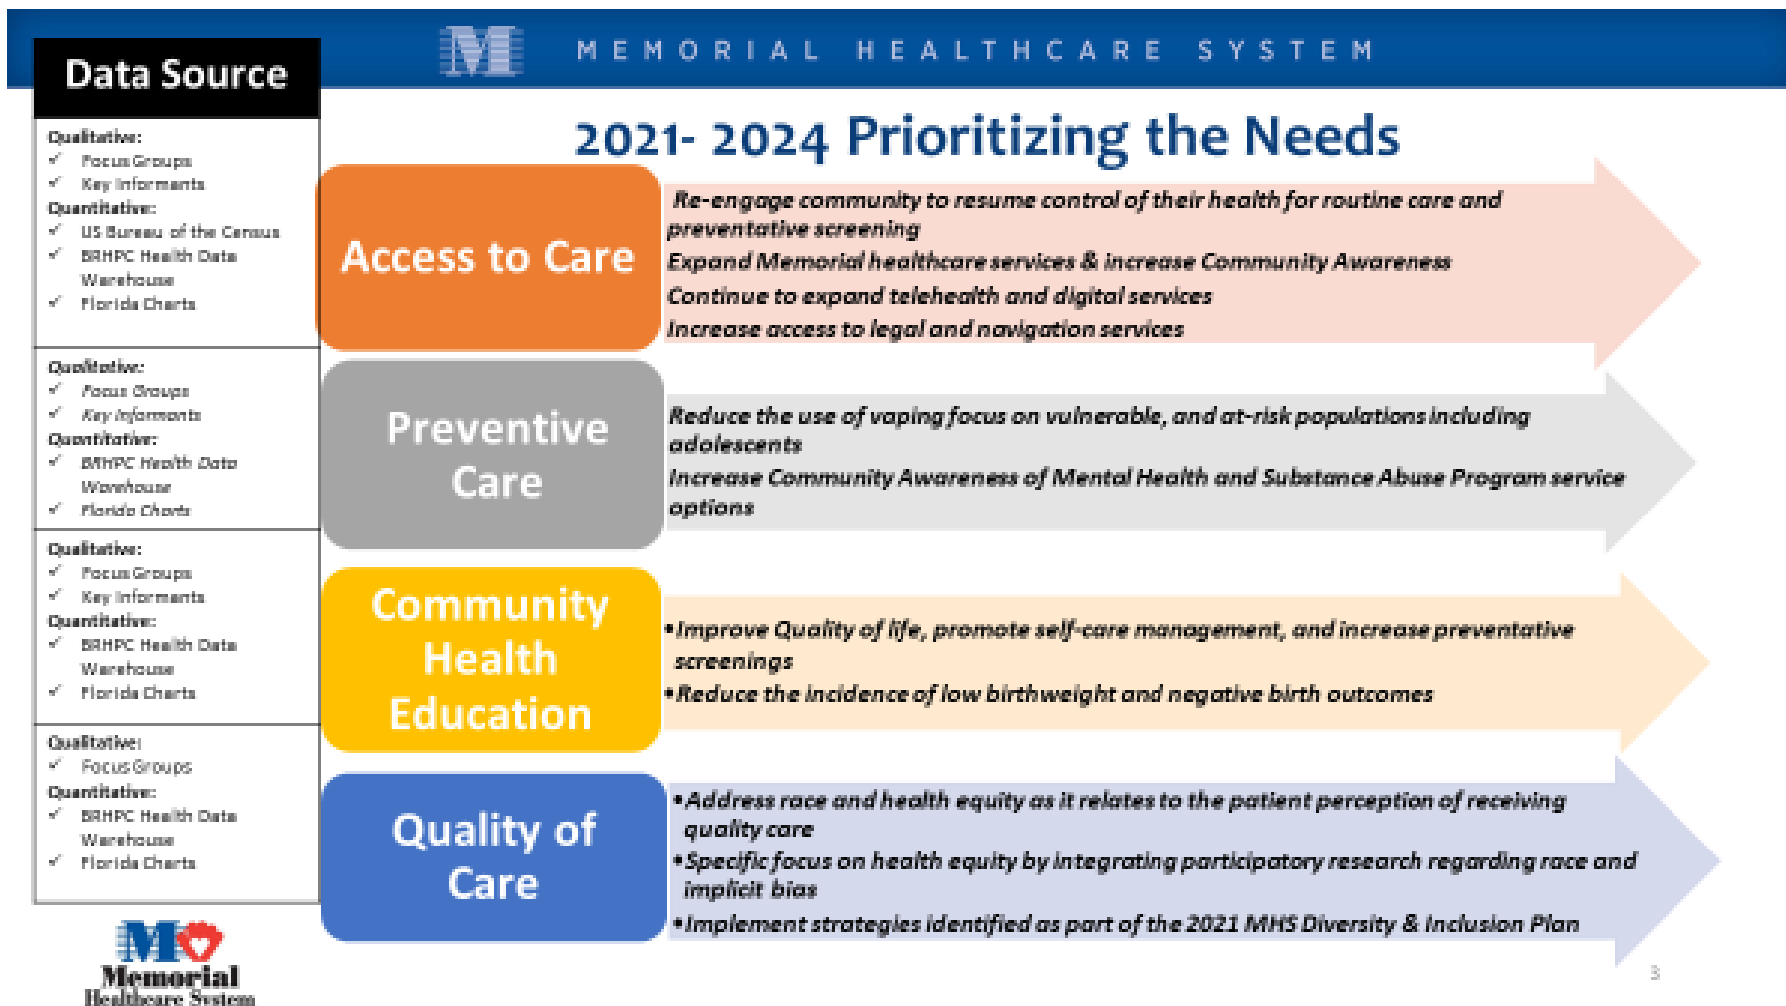 MEMORIAL HEALTHCARE SYSTEM
Data Source
2021- 2024 Prioritizing the Needs
Qualitative:
✓ Focus Groups
✓ Key Informants
Quantitative:
✓ US Bureau of the Census
✓ BRHPC Health Data
Warehouse
✓ Florida Charts
Access to Care
Re-engage community to resume control of their health for routine care and
preventative screening
Expand Memorial healthcare services & increase Community Awareness
Continue to expand telehealth and digital services
Increase access to legal and navigation services
Qualitative:
✓ Focus Groups
✓ Key Informants
Quantitative:
✓ BRHPC Health Data
Warehouse
✓ Florida Charts
Preventive
Care
Reduce the use of vaping focus on vulnerable, and at-risk populations including
adolescents
Increase Community Awareness of Mental Health and Substance Abuse Program service
options
Qualitative:
✓ Focus Groups
✓ Key Informants
Quantitative:
✓ BRHPC Health Data
Warehouse
✓ Florida Charts
Community
Health
Education
•Improve Quality of life, promote self-care management, and increase preventative
screenings
•Reduce the incidence of low birthweight and negative birth outcomes
Qualitative:
✓ Focus Groups
Quantitative:
✓ BRHPC Health Data
Warehouse
✓ Florida Charts
Quality of
Care
•Address race and health equity as it relates to the patient perception of receiving
quality care
•Specific focus on health equity by integrating participatory research regarding race and
implicit bias
•Implement strategies identified as part of the 2021 MHS Diversity & Inclusion Plan
M
Memorial
Healthcare System
3